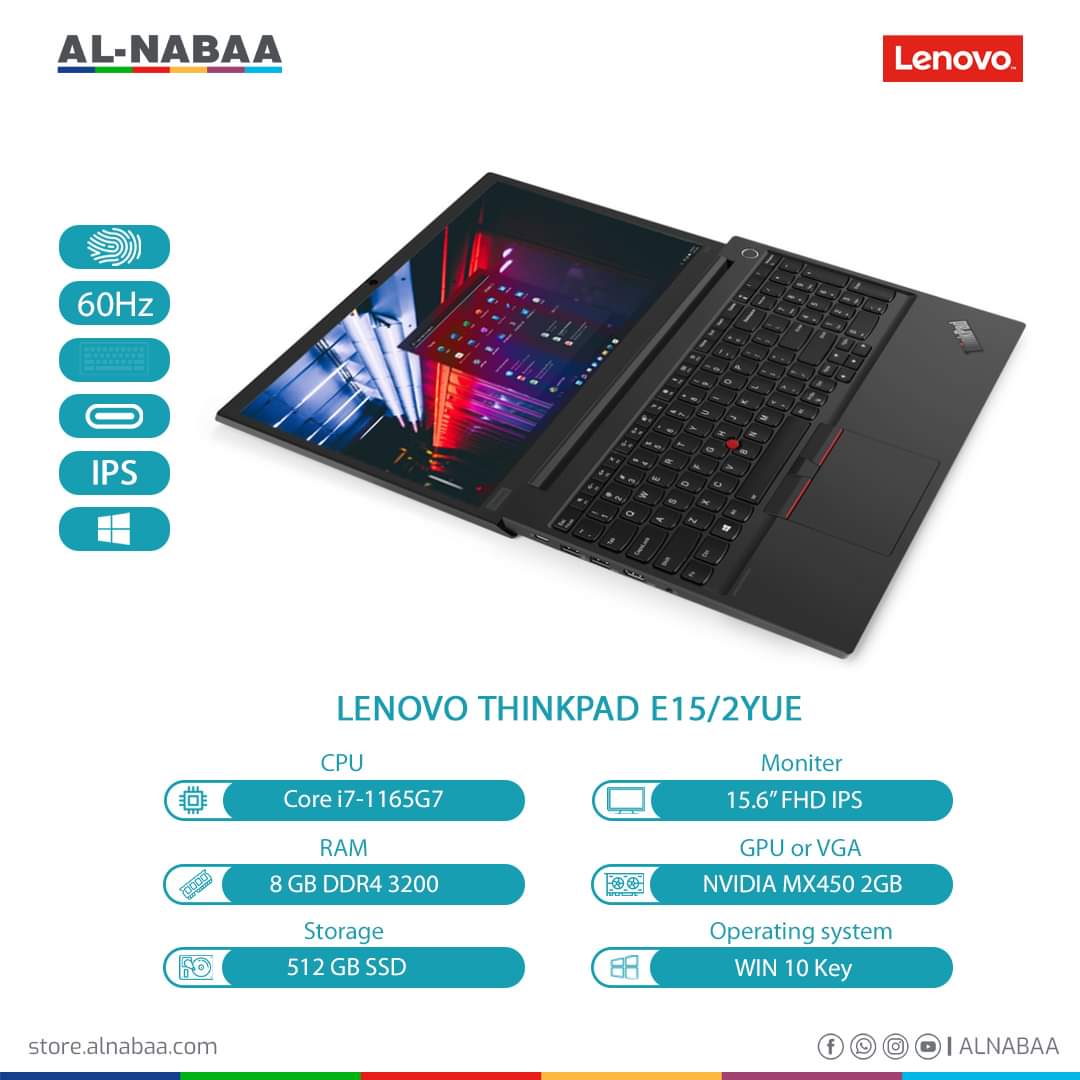 AL-NABAA
Lenovo
60Hz
IPS
LENOVO THINKPAD E15/2YUE
CPU
Core i7-1165G7
Moniter
15.6” FHD IPS
RAM
8 GB DDR4 3200
GPU or VGA
NVIDIA MX450 2GB
Storage
512 GB SSD
Operating system
WIN 10 Key
store.alnabaa.com
| ALNABAA